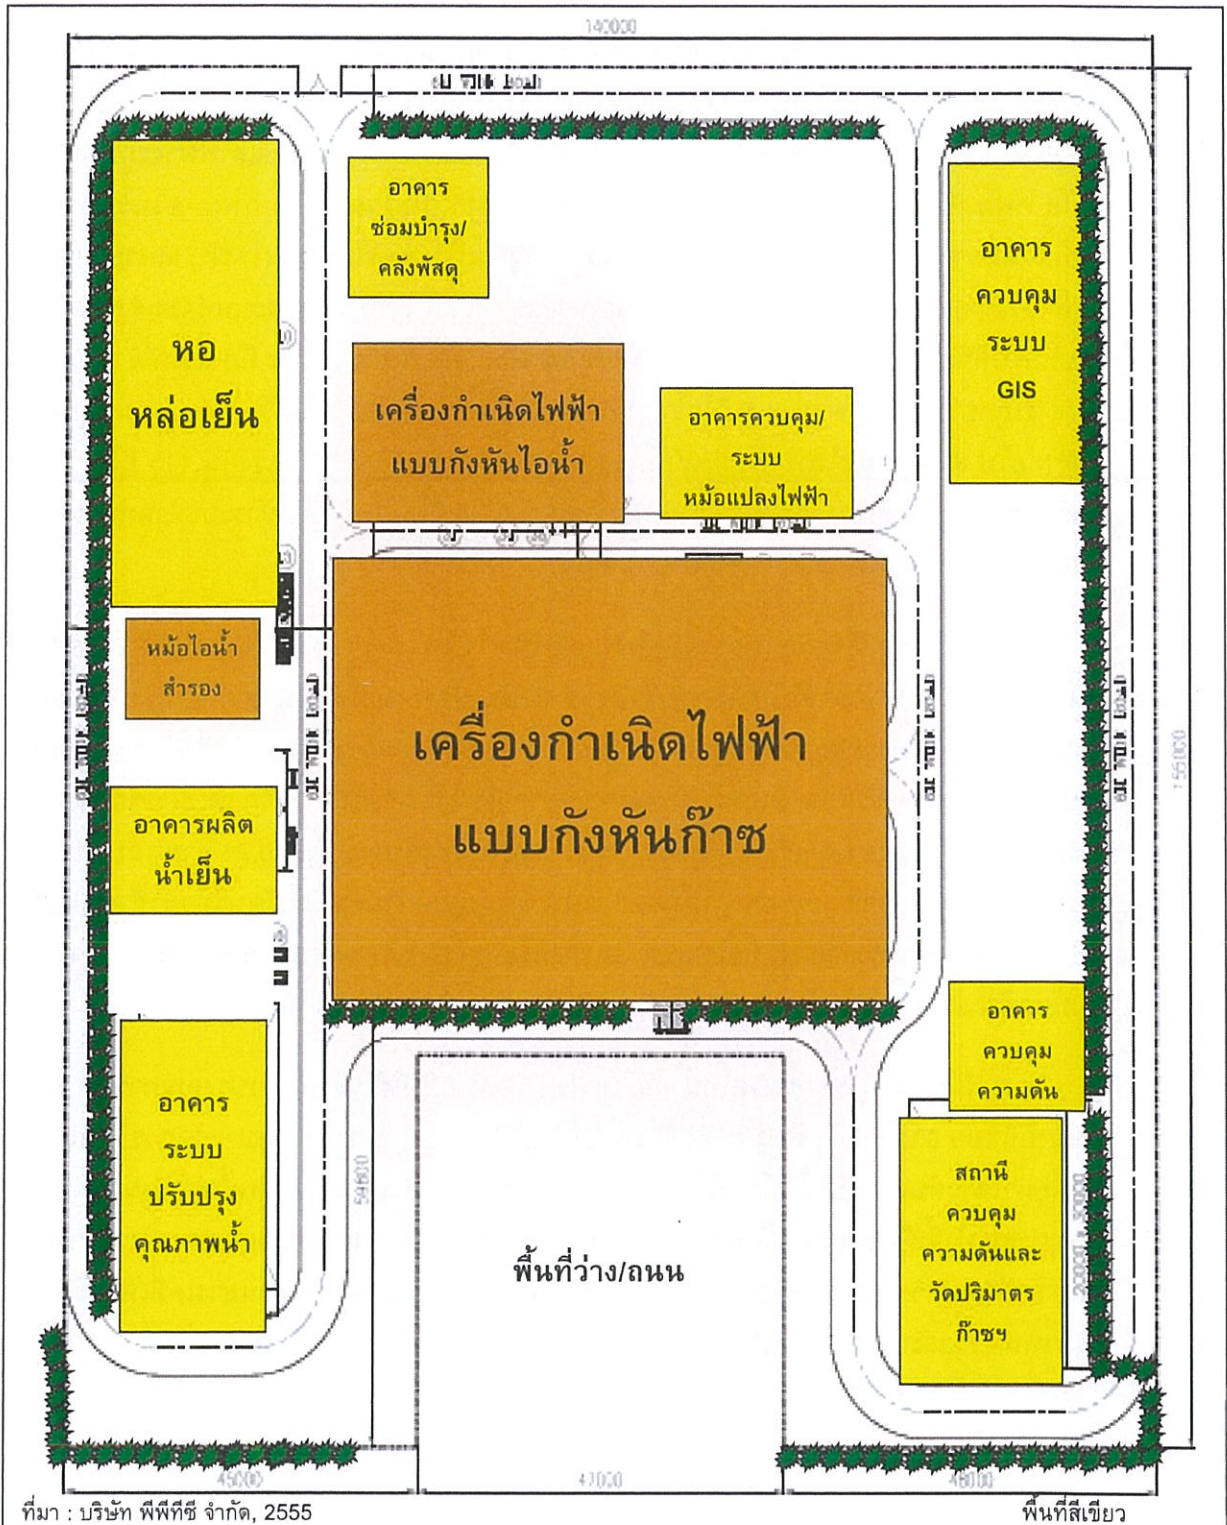 140000
อาคาร
ซ่อมบำรุง/
คลังพัสดุ
อาคาร
ควบคุม
ระบบ
GIS
หอ
หล่อเย็น
เครื่องกำเนิดไฟฟ้า
แบบกังหันไอน้ำ
อาคารควบคุม/
ระบบ
หม้อแปลงไฟฟ้า
หม้อไอน้ำ
สำรอง
เครื่องกำเนิดไฟฟ้า
แบบกังหันก๊าซ
155000
อาคารผลิต
น้ำเย็น
อาคาร
ควบคุม
ความดัน
อาคาร
ระบบ
ปรับปรุง
คุณภาพน้ำ
สถานี
ควบคุม
ความดันและ
วัดปริมาตร
ก๊าซฯ
พื้นที่ว่าง/ถนน
45000
47000
48000
ที่มา : บริษัท พีพีทีซี จำกัด, 2555
พื้นที่สีเขียว